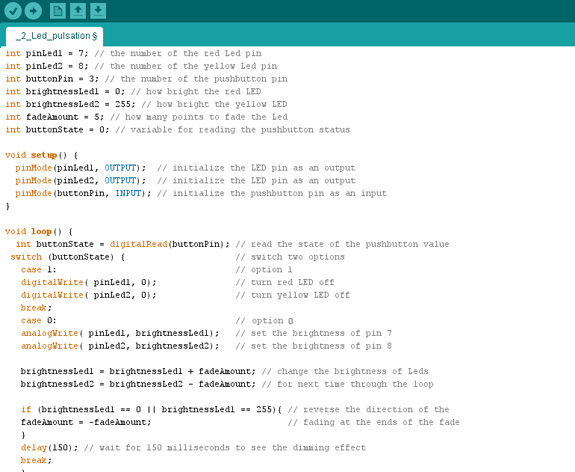 _2_Led_pulsation §
int pinLed1 = 7; // the number of the red Led pin
int pinLed2 = 8; // the number of the yellow Led pin
int buttonPin = 3; // the number of the pushbutton pin
int brightnessLed1 = 0; // how bright the red LED
int brightnessLed2 = 255; // how bright the yellow LED
int fadeAmount = 5; // how many points to fade the Led
int buttonState = 0; // variable for reading the pushbutton status
void setup() {
pinMode(pinLed1, OUTPUT); // initialize the LED pin as an output
pinMode(pinLed2, OUTPUT); // initialize the LED pin as an output
pinMode(buttonPin, INPUT); // initialize the pushbutton pin as an input
}
void loop() {
int buttonState = digitalRead(buttonPin); // read the state of the pushbutton value
switch (buttonState) { // switch two options
case 1: // option 1
digitalWrite( pinLed1, 0); // turn red LED off
digitalWrite( pinLed2, 0); // turn yellow LED off
break;
case 0: // option 0
analogWrite( pinLed1, brightnessLed1); // set the brightness of pin 7
analogWrite( pinLed2, brightnessLed2); // set the brightness of pin 8
brightnessLed1 = brightnessLed1 + fadeAmount; // change the brightness of Leds
brightnessLed2 = brightnessLed2 - fadeAmount; // for next time through the loop
if (brightnessLed1 == 0 || brightnessLed1 == 255){ // reverse the direction of the
fadeAmount = -fadeAmount; // fading at the ends of the fade
}
delay(150); // wait for 150 milliseconds to see the dimming effect
break;